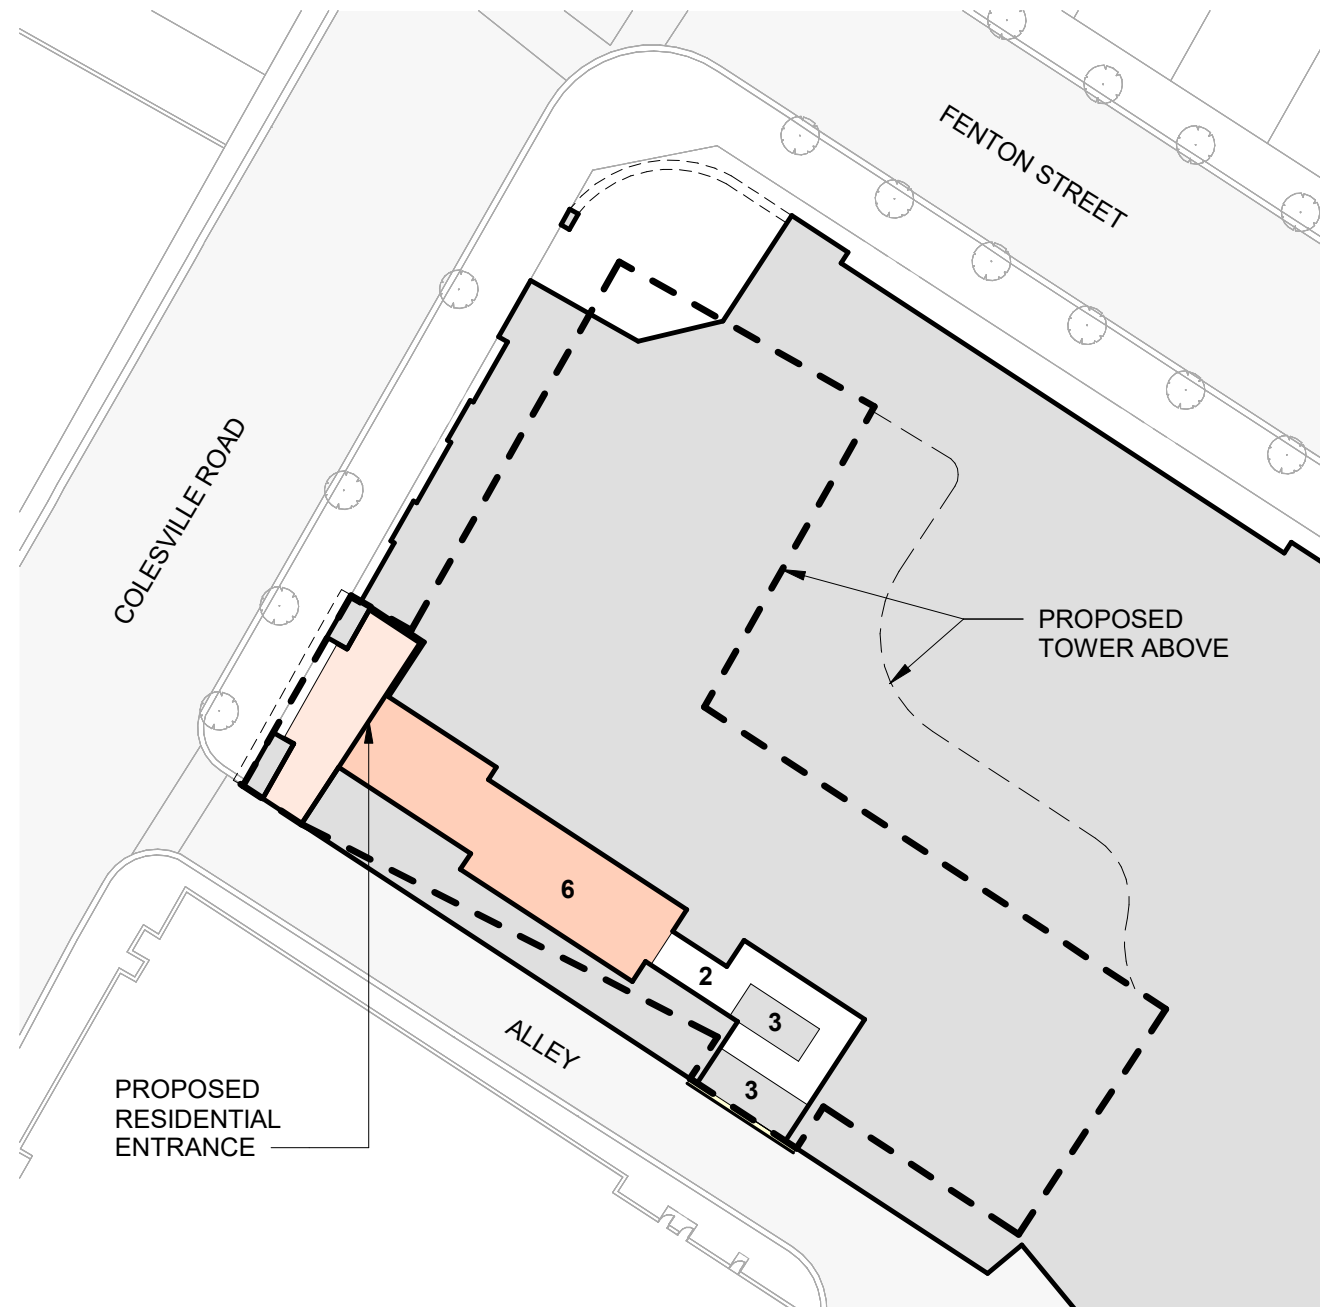 FENTON STREET
COLESVILLE ROAD
PROPOSED
TOWER ABOVE
6
2
3
3
ALLEY
PROPOSED
RESIDENTIAL
ENTRANCE